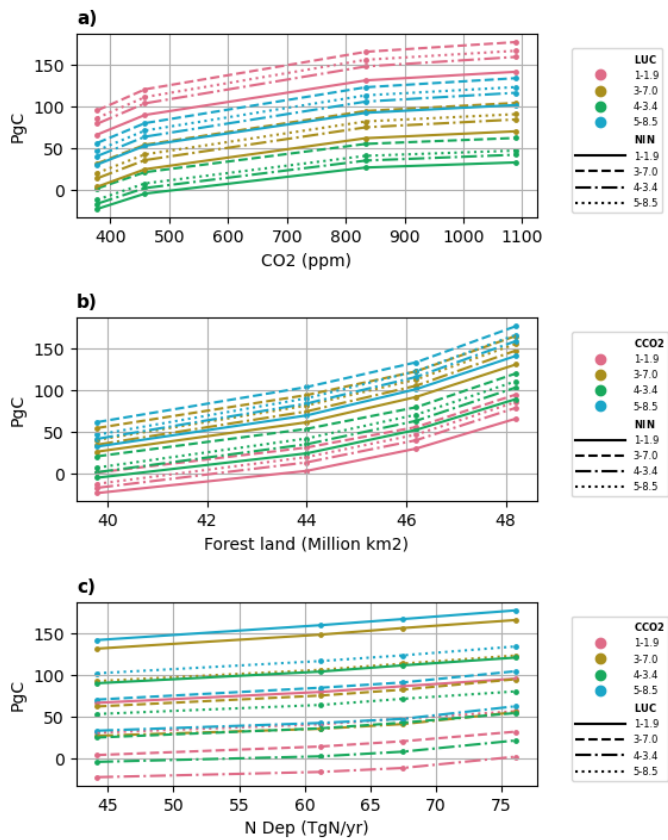 a)
150
100
50
0
PgC
400 500 600 700 800 900 1000 1100
CO2 (ppm)
LUC
1-1.9
3-7.0
4-3.4
5-8.5
NIN
1-1.9
3-7.0
4-3.4
5-8.5
b)
150
100
50
0
PgC
40 42 44 46 48
Forest land (Million km2)
CCO2
1-1.9
3-7.0
4-3.4
5-8.5
NIN
1-1.9
3-7.0
4-3.4
5-8.5
c)
150
100
50
0
PgC
45 50 55 60 65 70 75
N Dep (TgN/yr)
CCO2
1-1.9
3-7.0
4-3.4
5-8.5
LUC
1-1.9
3-7.0
4-3.4
5-8.5